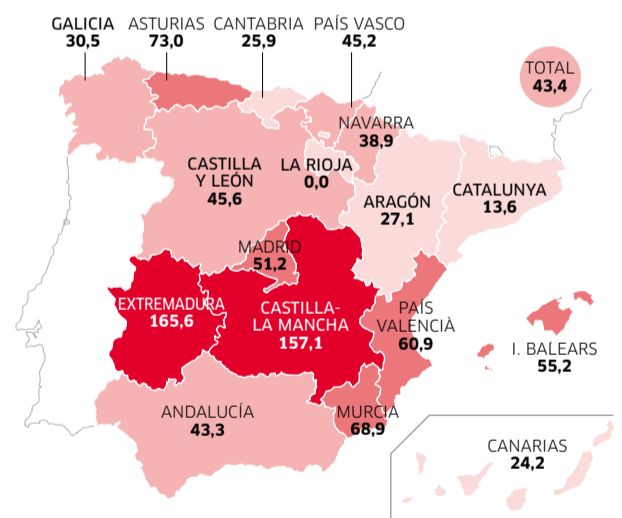 GALICIA
30,5
ASTURIAS
73,0
CANTABRIA
25,9
PAÍS VASCO
45,2
TOTAL
43,4
NAVARRA
38,9
CASTILLA
Y LEÓN
45,6
LA RIOJA
0,0
ARAGÓN
27,1
CATALUNYA
13,6
MADRID
51,2
EXTREMADURA
165,6
CASTILLA-
LA MANCHA
157,1
PAÍS
VALENCIÀ
60,9
I. BALEARS
55,2
ANDALUCÍA
43,3
MURCIA
68,9
CANARIAS
24,2